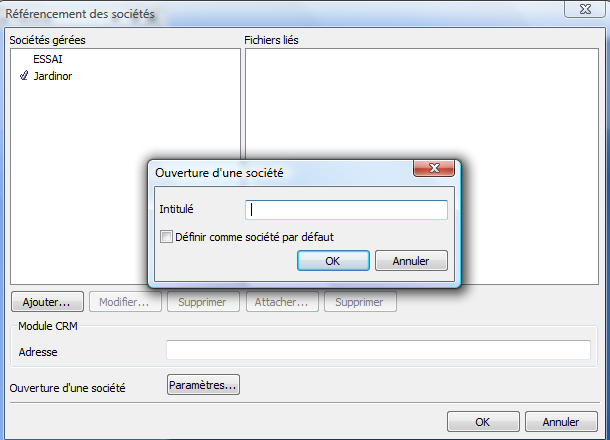 Référencement des sociétés
Sociétés gérées
Fichiers liés
ESSAI
Jardinor
Ouverture d'une société
Intitulé
Définir comme société par défaut
OK
Annuler
Ajouter...
Modifier...
Supprimer
Attacher...
Supprimer
Module CRM
Adresse
Ouverture d'une société
Paramètres...
OK
Annuler